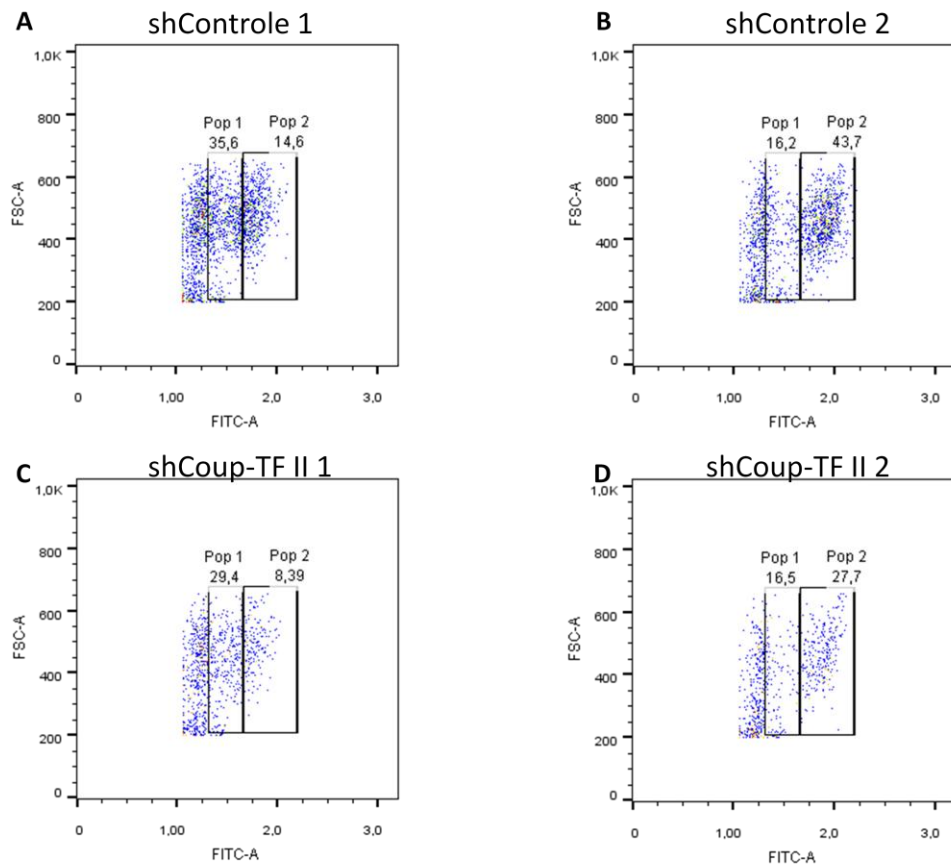 A shControle 1
1,0K
Pop 1 Pop 2
35,6 14,6
800
600
FSC-A
400
200
0
0 1,00 2,0 3,0
FITC-A
B shControle 2
1,0K
Pop 1 Pop 2
16,2 43,7
800
600
FSC-A
400
200
0
0 1,00 2,0 3,0
FITC-A
C shCoup-TF II 1
1,0K
Pop 1 Pop 2
29,4 8,39
800
600
FSC-A
400
200
0
0 1,00 2,0 3,0
FITC-A
D shCoup-TF II 2
1,0K
Pop 1 Pop 2
16,5 27,7
800
600
FSC-A
400
200
0
0 1,00 2,0 3,0
FITC-A